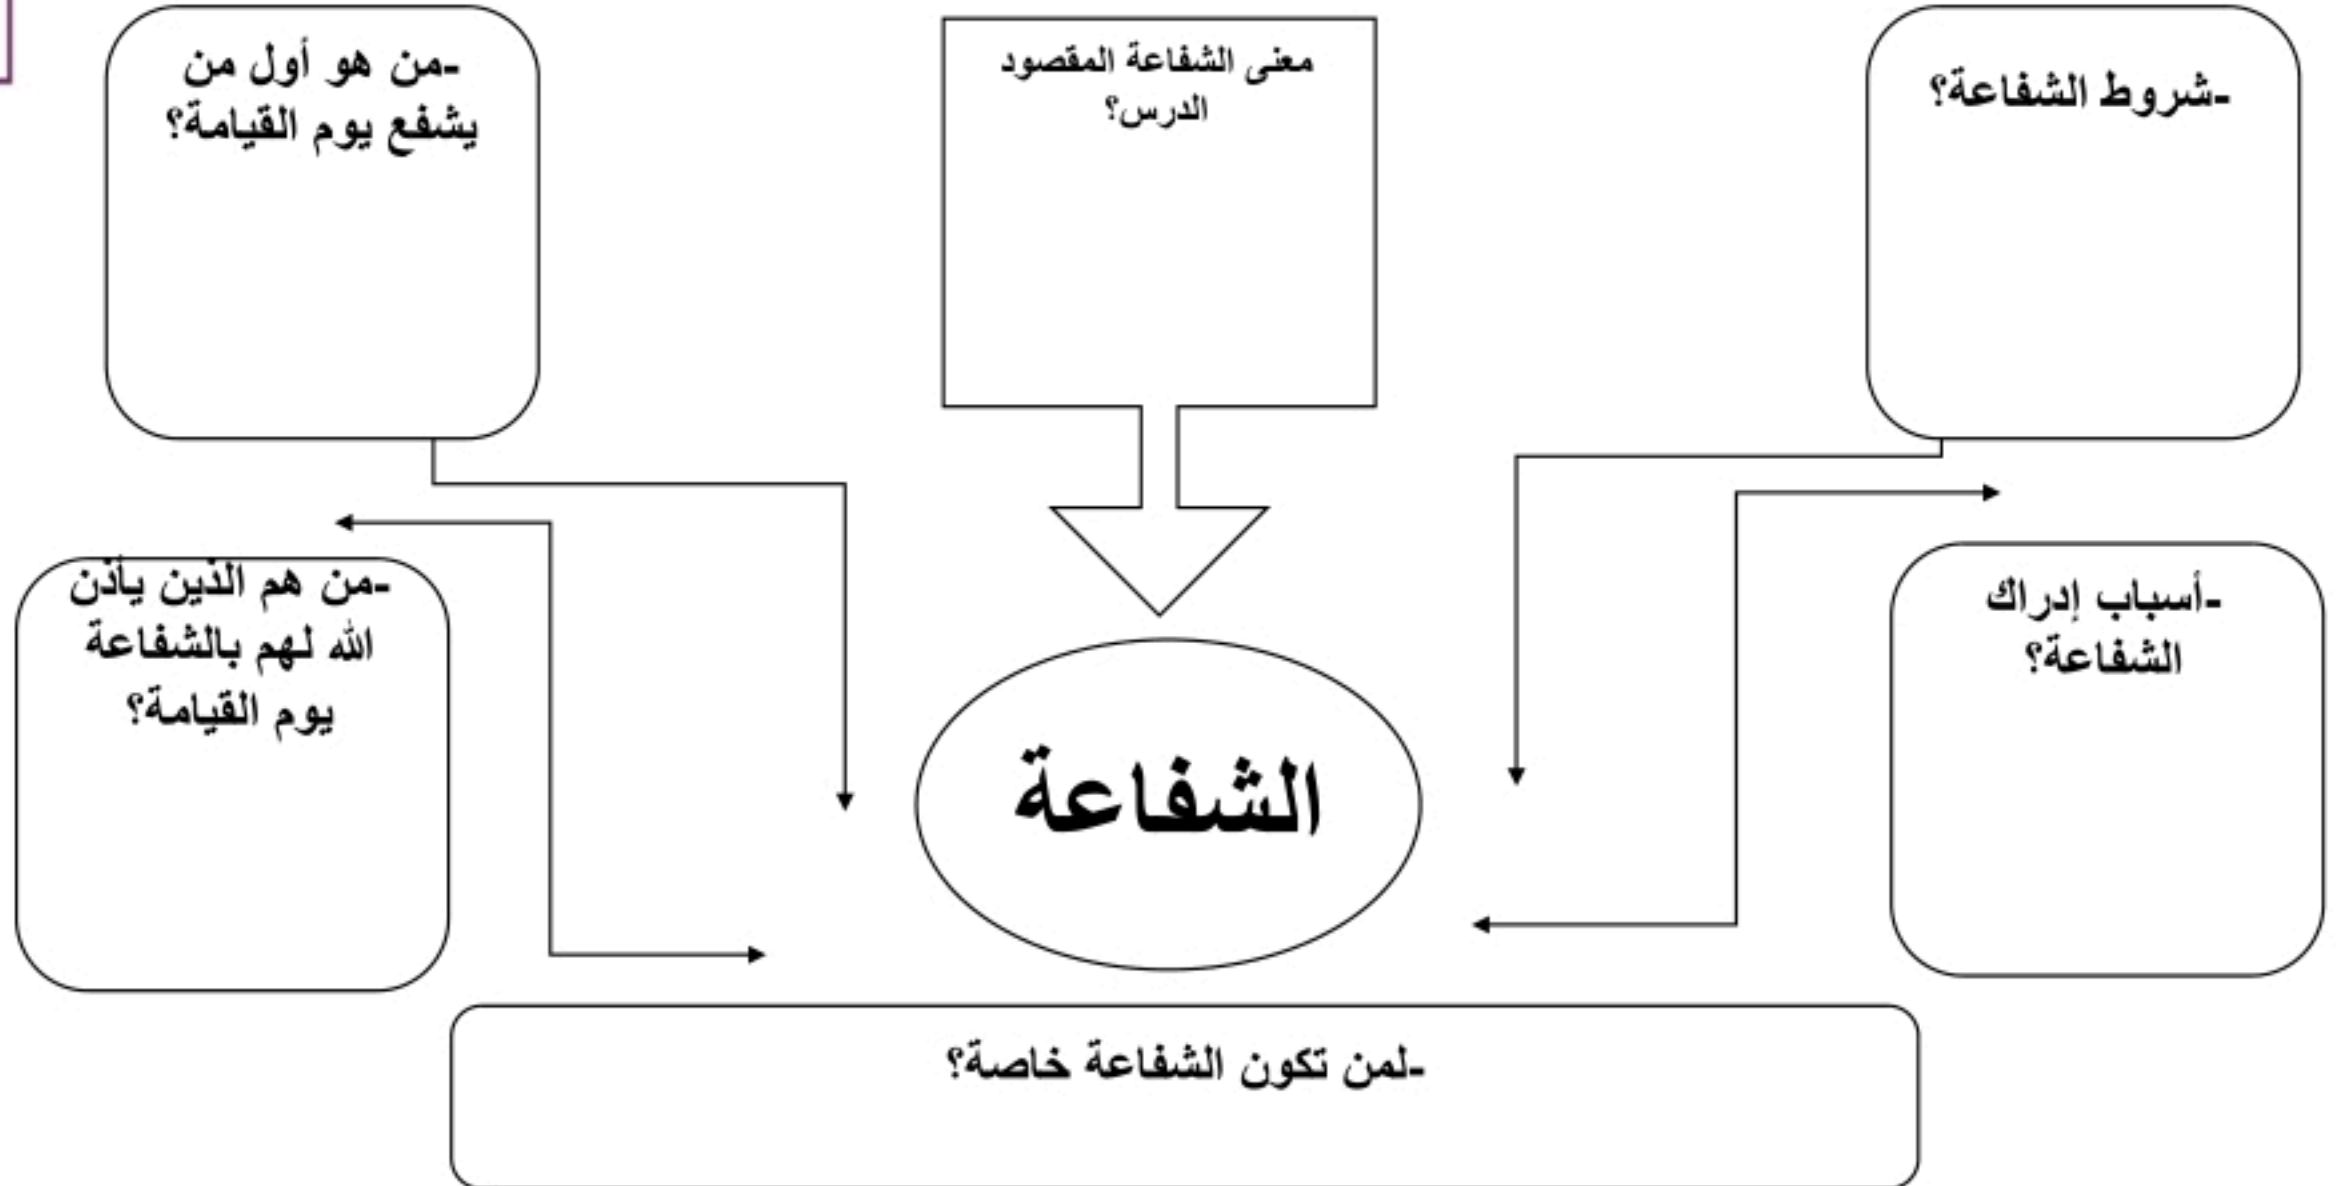 -شروط الشفاعة؟
معنى الشفاعة المقصود
الدرس؟
-من هو أول من
يشفع يوم القيامة؟
-أسباب إدراك
الشفاعة؟
الشفاعة
-من هم الذين يأذن
الله لهم بالشفاعة
يوم القيامة؟
-لمن تكون الشفاعة خاصة؟